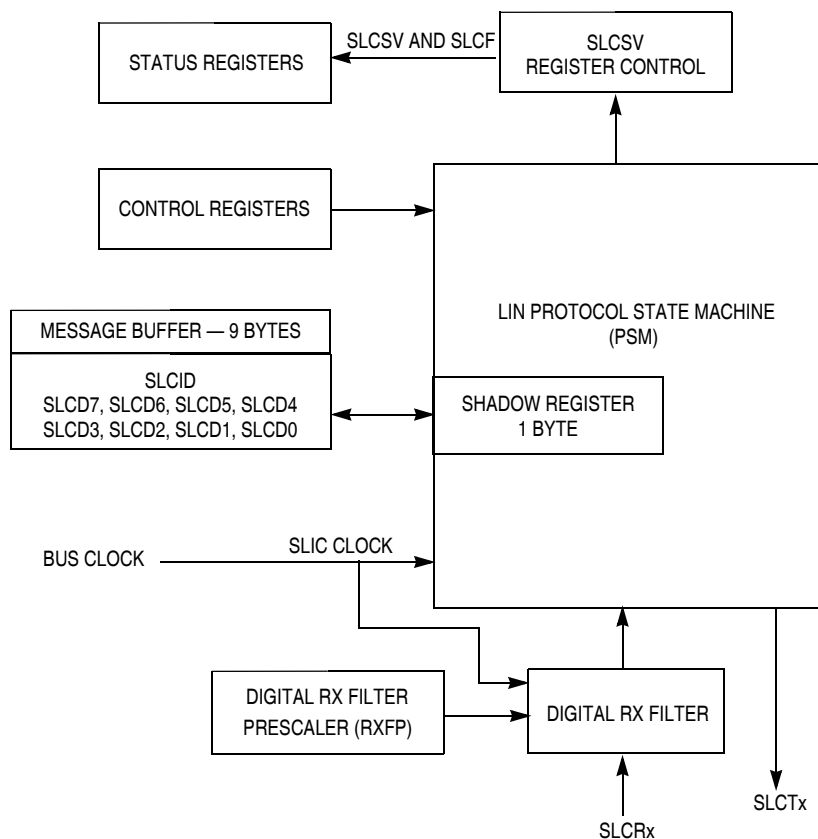 SLCSV AND SLCF
STATUS REGISTERS
SLCSV
REGISTER CONTROL
CONTROL REGISTERS
LIN PROTOCOL STATE MACHINE
(PSM)
MESSAGE BUFFER — 9 BYTES
SLCID
SLCD7, SLCD6, SLCD5, SLCD4
SLCD3, SLCD2, SLCD1, SLCD0
SHADOW REGISTER
1 BYTE
BUS CLOCK
SLIC CLOCK
DIGITAL RX FILTER
PRESCALER (RXFP)
DIGITAL RX FILTER
SLCTx
SLCRx